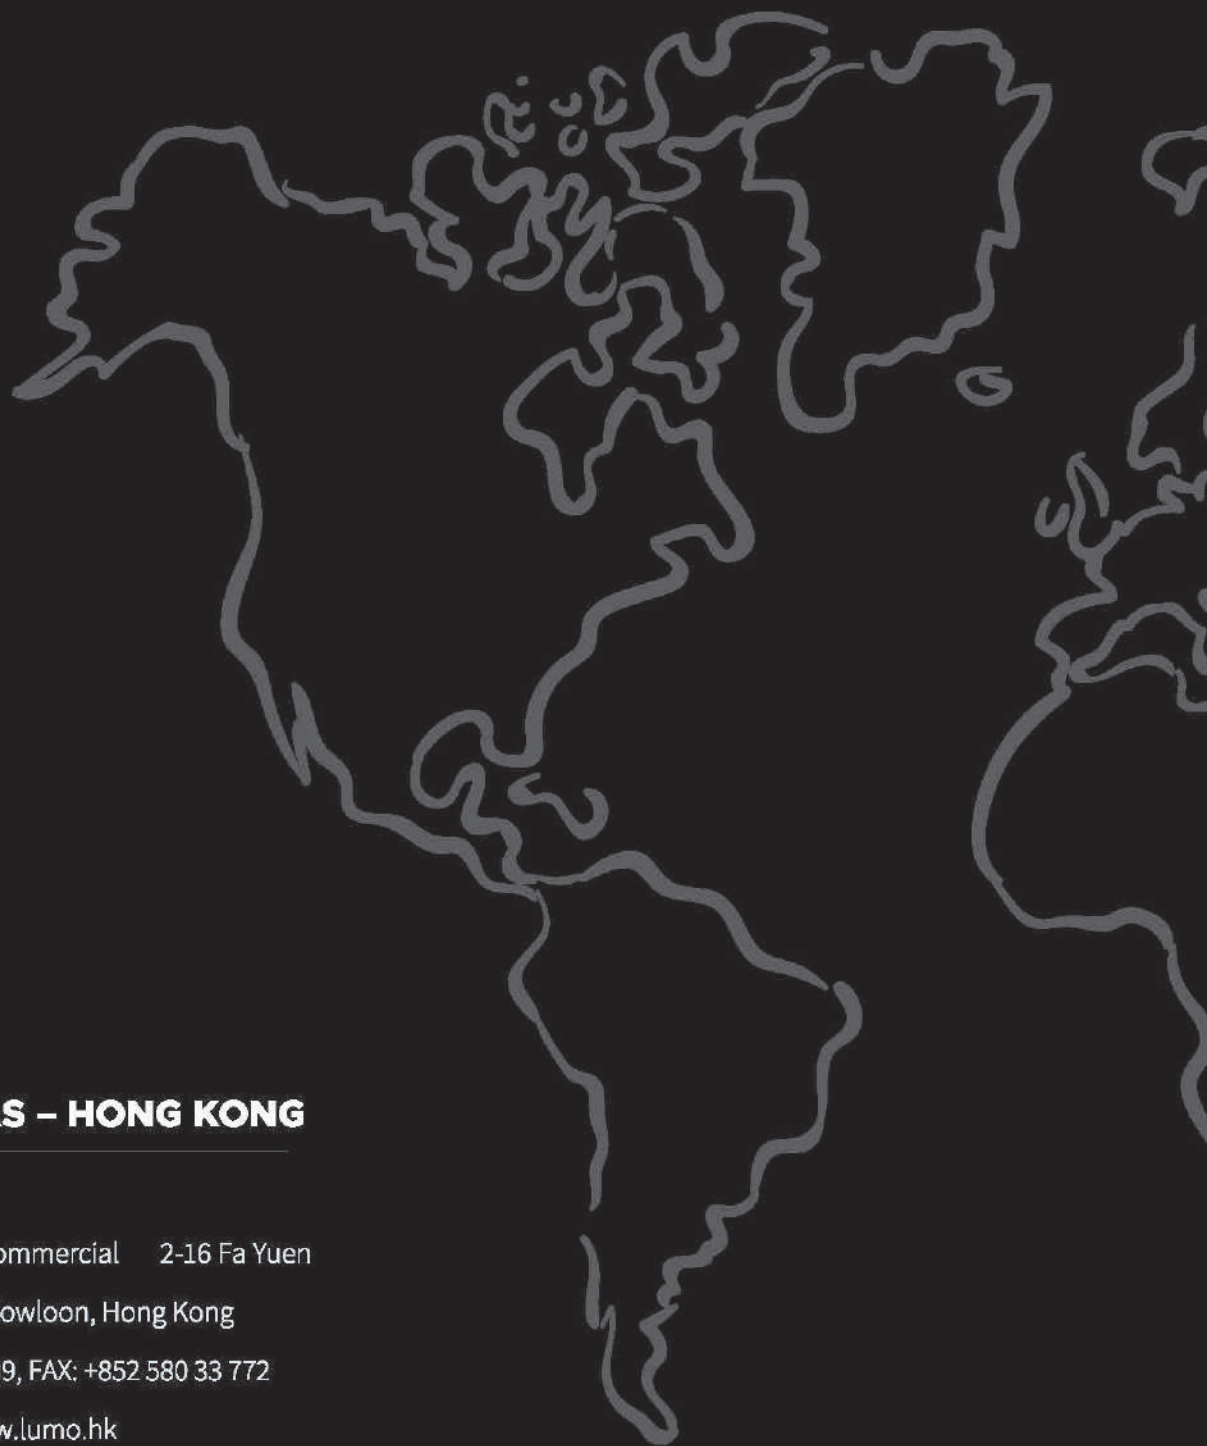 S – HONG KONG
ommercial 2-16 Fa Yuen
owloon, Hong Kong
9, FAX: +852 580 33 772
w.lumo.hk